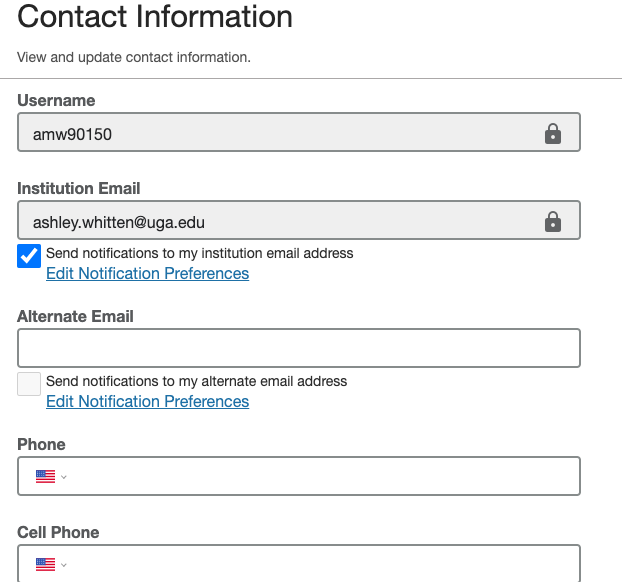 Contact Information
View and update contact information.
Username
amw90150
Institution Email
ashley.whitten@uga.edu
Send notifications to my institution email address
Edit Notification Preferences
Alternate Email
Send notifications to my alternate email address
Edit Notification Preferences
Phone
Cell Phone